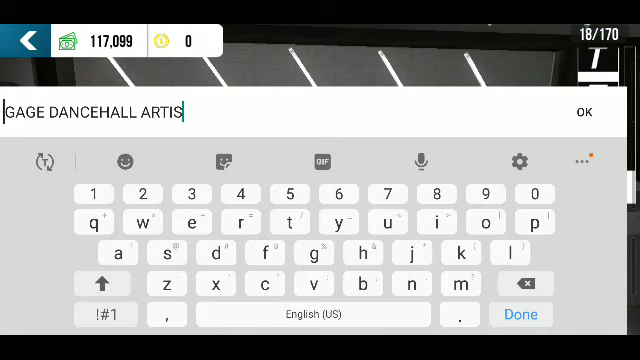 117,099
0
18/170
T
GAGE DANCEHALL ARTIS
OK
T
GIF
1 2 3 4 5 6 7 8 9 0
q w e r t y u i o p
a s d f g h j k l
z x c v b n m
!#1 , English (US) . Done